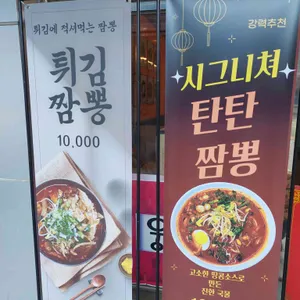 튀김에 적셔먹는 짬뽕
튀김
짬뽕
10,000
강력추천
시그니쳐
탄탄
짬뽕
고소한 땅콩소스로
만든
진한 국물